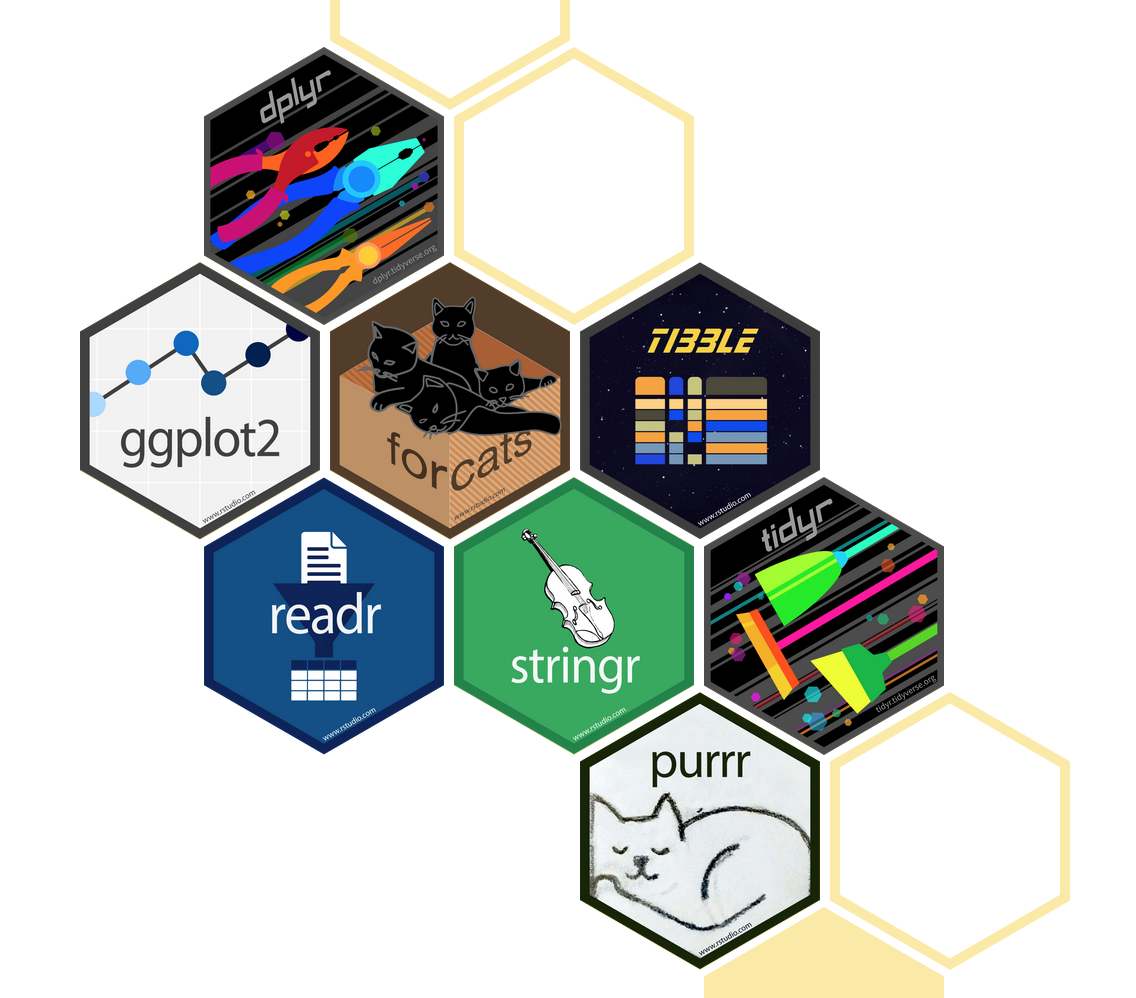 dplyr
dplyr.tidyverse.org
ggplot2
www.rstudio.com
forcats
www.rstudio.com
TIBBLE
www.rstudio.com
readr
www.rstudio.com
stringr
www.rstudio.com
tidyr
tidyr.tidyverse.org
purrr
www.rstudio.com